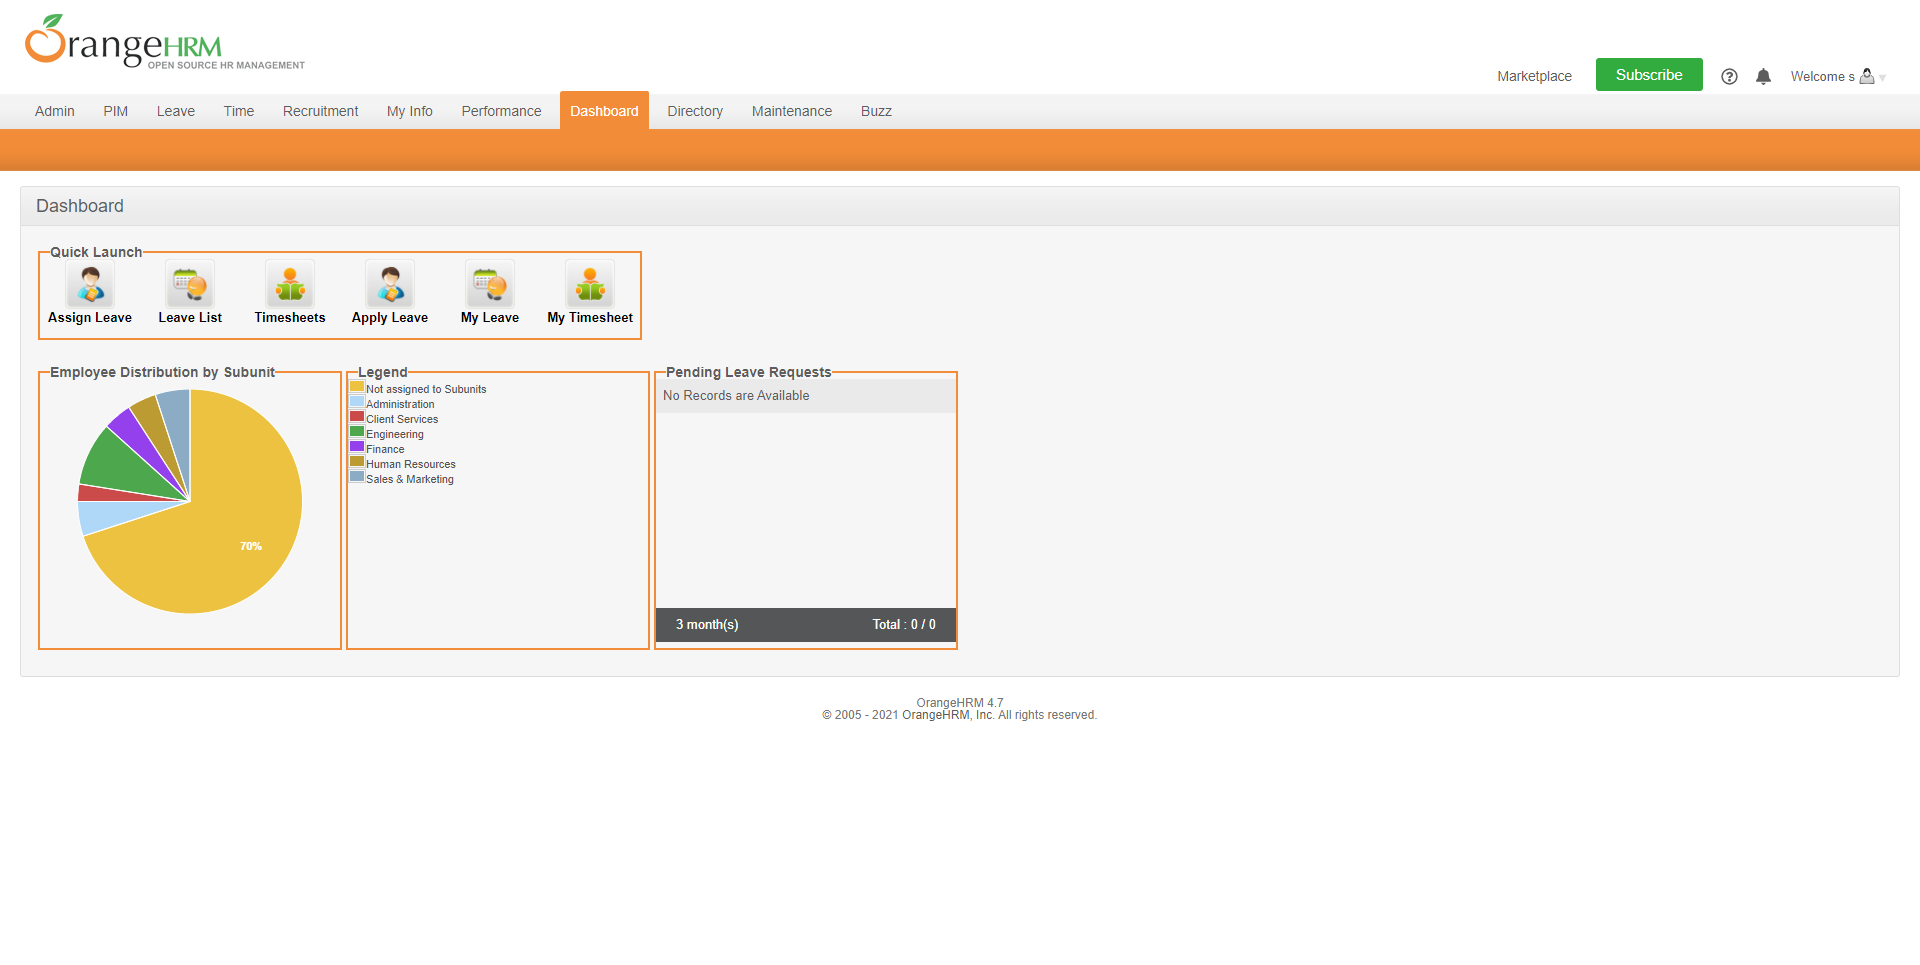 OrangeHRM
OPEN SOURCE HR MANAGEMENT
Marketplace
Subscribe
Welcome s
Admin PIM Leave Time Recruitment My Info Performance Dashboard Directory Maintenance Buzz
Dashboard
Quick Launch
Assign Leave Leave List Timesheets Apply Leave My Leave My Timesheet
Employee Distribution by Subunit
70%
Legend
Not assigned to Subunits
Administration
Client Services
Engineering
Finance
Human Resources
Sales & Marketing
Pending Leave Requests
No Records are Available
3 month(s) Total : 0 / 0
OrangeHRM 4.7
© 2005 - 2021 OrangeHRM, Inc. All rights reserved.